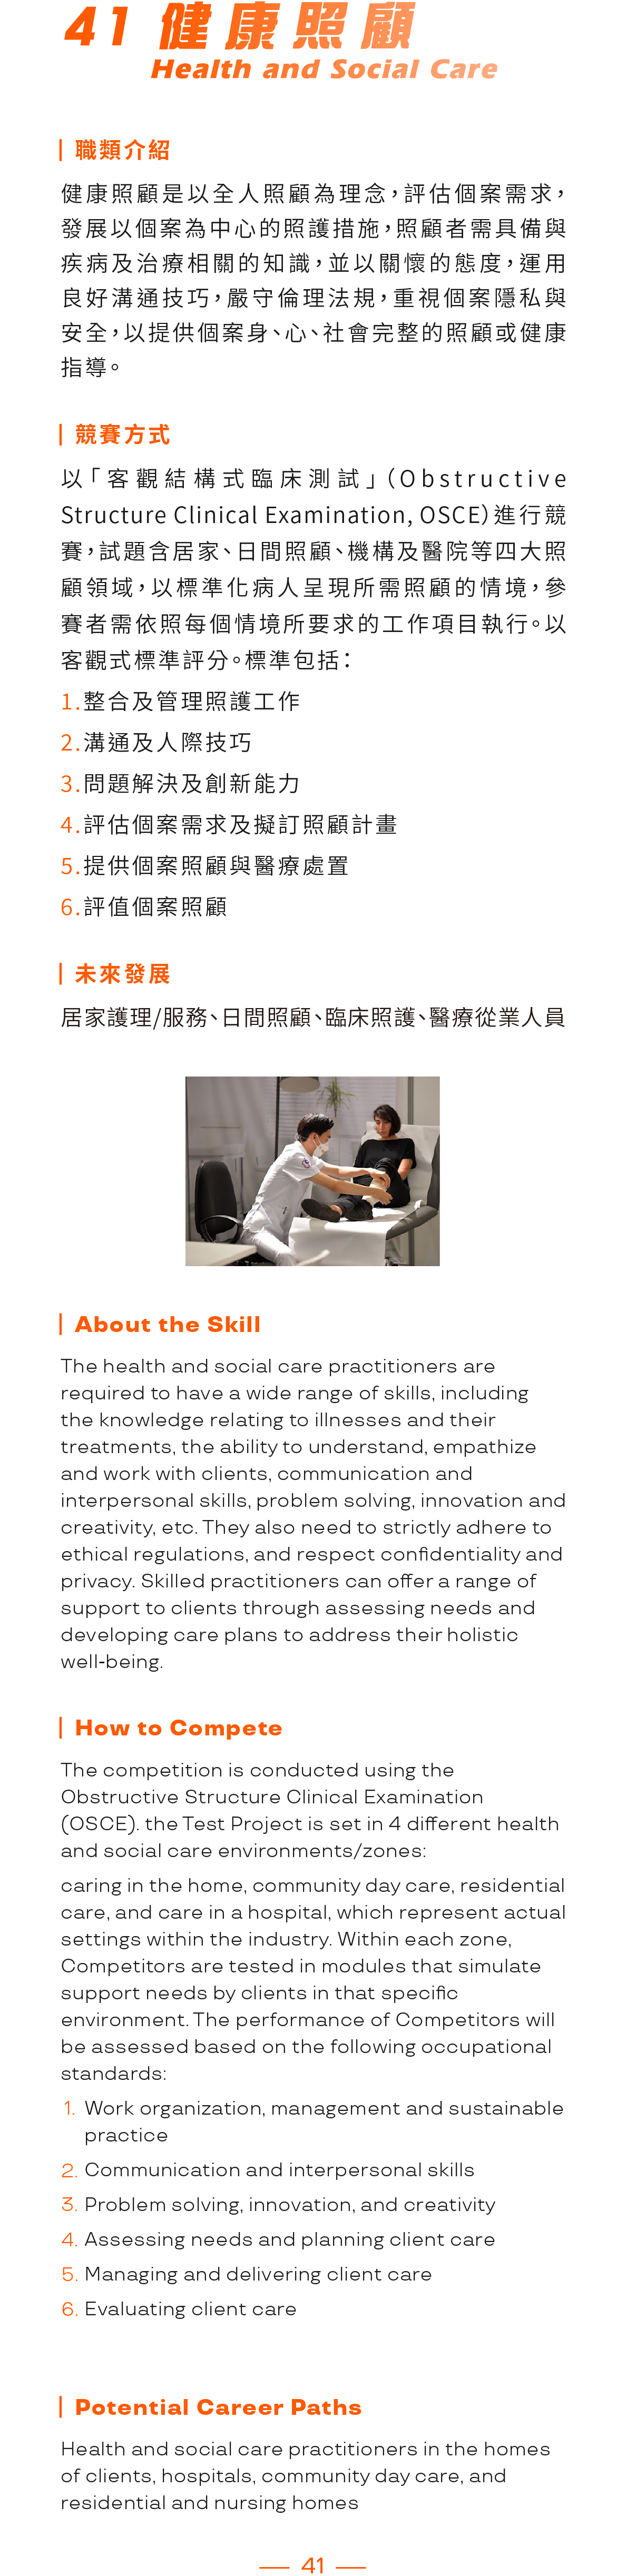 41 健康照顧
Health and Social Care
職類介紹
健康照顧是以全人照顧為理念，評估個案需求，
發展以個案為中心的照護措施，照顧者需具備與
疾病及治療相關的知識，並以關懷的態度，運用
良好溝通技巧，嚴守倫理法規，重視個案隱私與
安全，以提供個案身、心、社會完整的照顧或健康
指導。
競賽方式
以「客觀結構式臨床測試」（Obstructive
Structure Clinical Examination, OSCE）進行競
賽，試題含居家、日間照顧、機構及醫院等四大照
顧領域，以標準化病人呈現所需照顧的情境，參
賽者需依照每個情境所要求的工作項目執行。以
客觀式標準評分。標準包括：
1.整合及管理照護工作
2.溝通及人際技巧
3.問題解決及創新能力
4.評估個案需求及擬訂照顧計畫
5.提供個案照顧與醫療處置
6.評值個案照顧
未來發展
居家護理/服務、日間照顧、臨床照護、醫療從業人員
About the Skill
The health and social care practitioners are
required to have a wide range of skills, including
the knowledge relating to illnesses and their
treatments, the ability to understand, empathize
and work with clients, communication and
interpersonal skills, problem solving, innovation and
creativity, etc. They also need to strictly adhere to
ethical regulations, and respect confidentiality and
privacy. Skilled practitioners can offer a range of
support to clients through assessing needs and
developing care plans to address their holistic
well-being.
How to Compete
The competition is conducted using the
Obstructive Structure Clinical Examination
(OSCE). the Test Project is set in 4 different health
and social care environments/zones:
caring in the home, community day care, residential
care, and care in a hospital, which represent actual
settings within the industry. Within each zone,
Competitors are tested in modules that simulate
support needs by clients in that specific
environment. The performance of Competitors will
be assessed based on the following occupational
standards:
1. Work organization, management and sustainable
practice
2. Communication and interpersonal skills
3. Problem solving, innovation, and creativity
4. Assessing needs and planning client care
5. Managing and delivering client care
6. Evaluating client care
Potential Career Paths
Health and social care practitioners in the homes
of clients, hospitals, community day care, and
residential and nursing homes
— 41 —